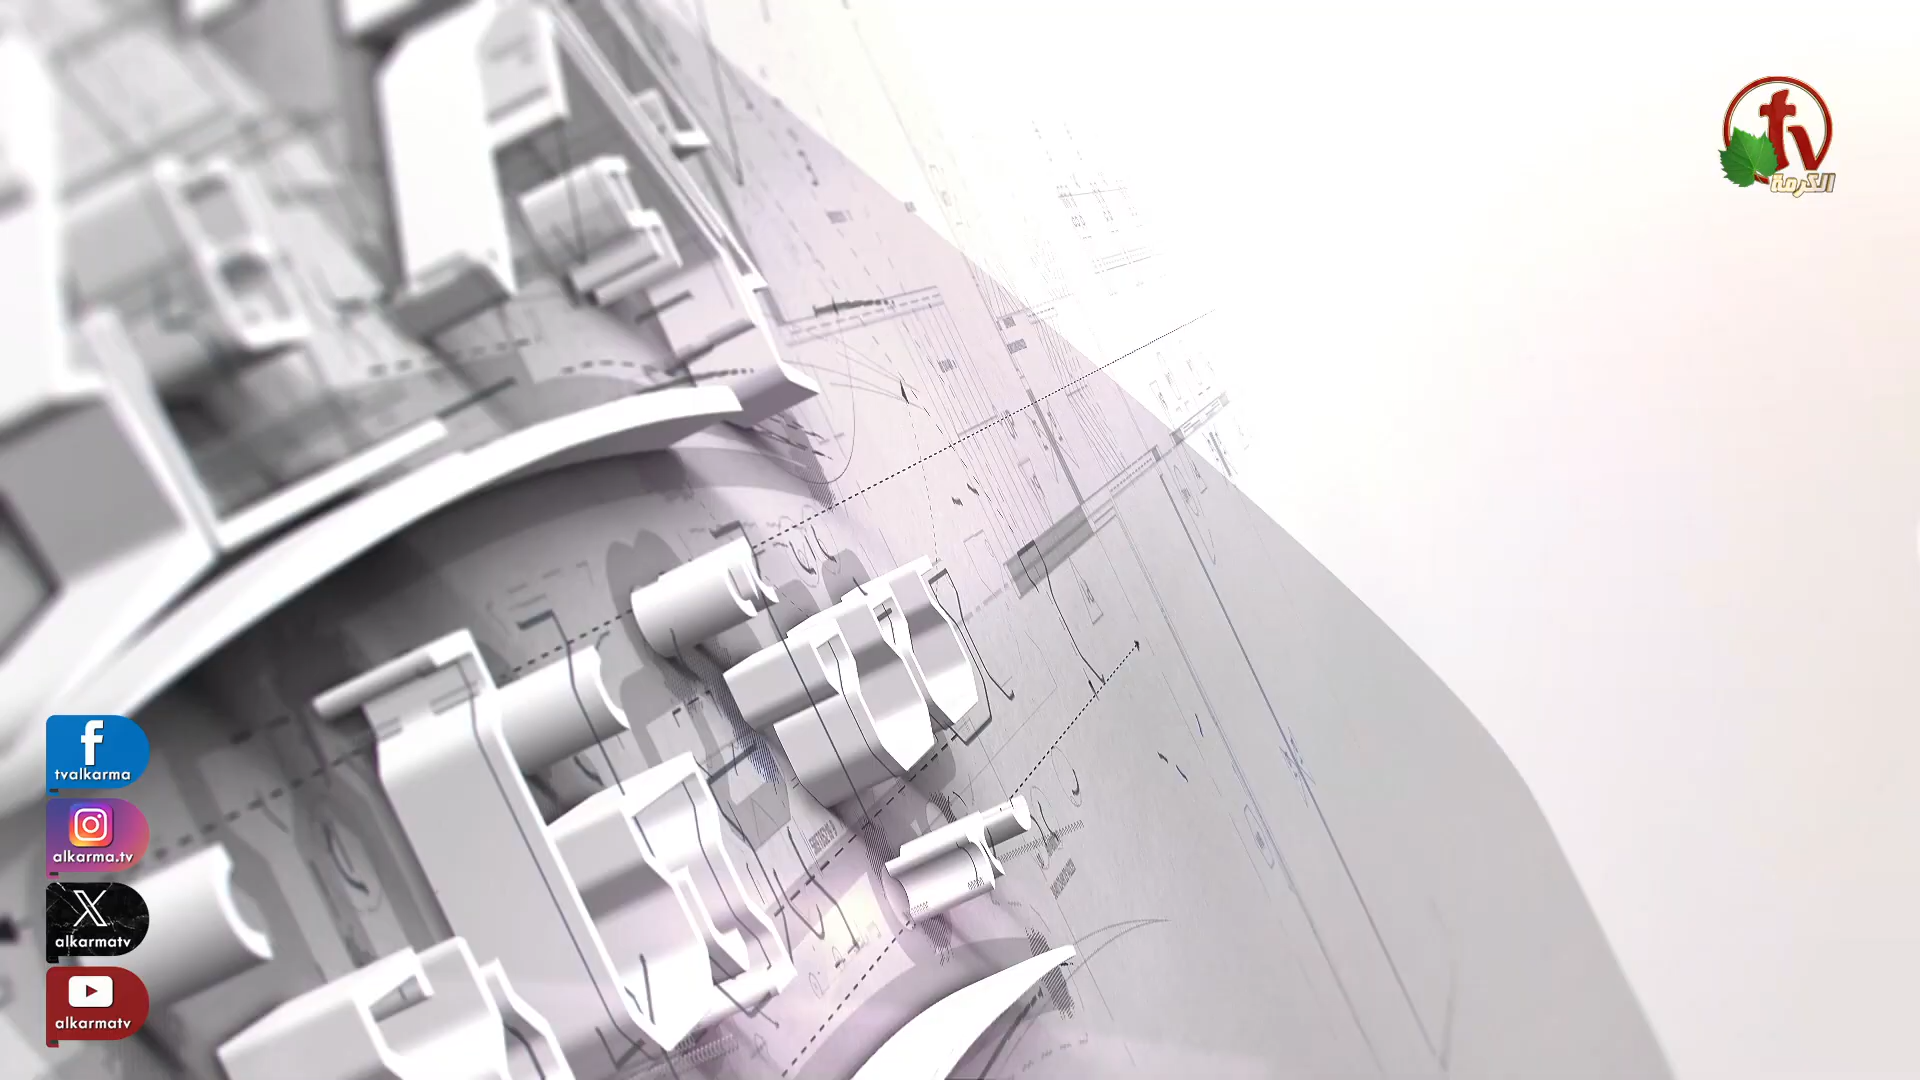 tv
الكرمة
tvalkarma
alkarma.tv
alkarmatv
alkarmatv